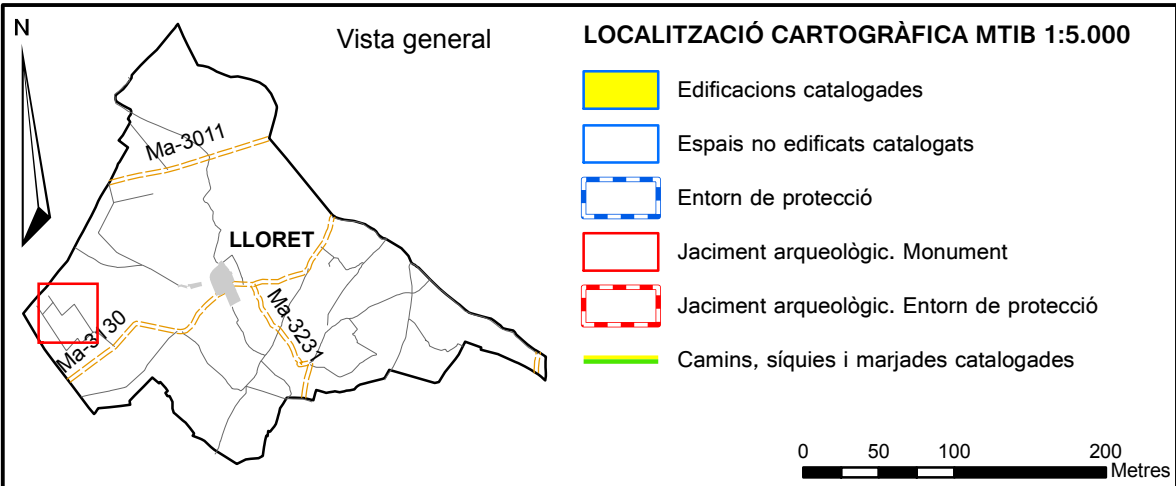 N
Vista general
Ma-3011
LLORET
Ma-3130
Ma-3231
LOCALITZACIÓ CARTOGRÀFICA MTIB 1:5.000
Edificacions catalogades
Espais no edificats catalogats
Entorn de protecció
Jaciment arqueològic. Monument
Jaciment arqueològic. Entorn de protecció
Camins, síquies i marjades catalogades
0 50 100 200
Metres